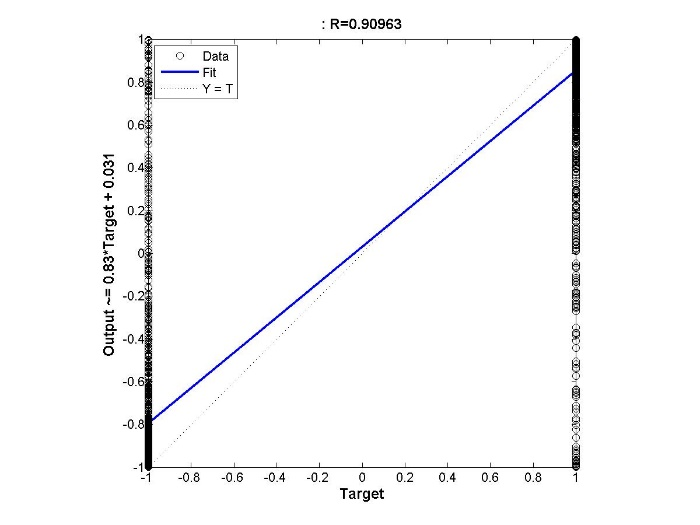 : R=0.90963
Data
Fit
Y = T
Output ~= 0.83*Target + 0.031
1
0.8
0.6
0.4
0.2
0
-0.2
-0.4
-0.6
-0.8
-1
-1 -0.8 -0.6 -0.4 -0.2 0 0.2 0.4 0.6 0.8 1
Target